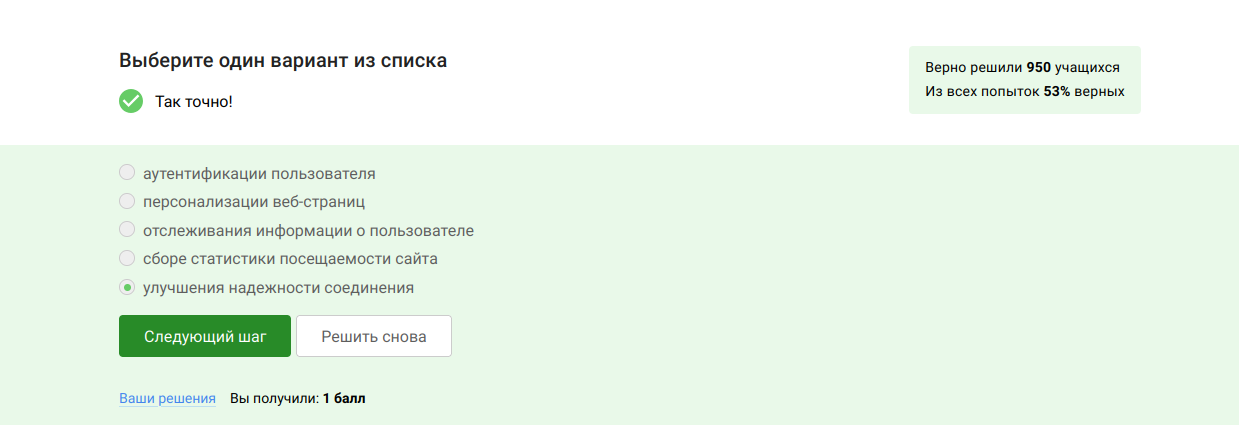 Выберите один вариант из списка
Так точно!
Верно решили 950 учащихся
Из всех попыток 53% верных
аутентификации пользователя
персонализации веб-страниц
отслеживания информации о пользователе
сборе статистики посещаемости сайта
улучшения надежности соединения
Следующий шаг
Решить снова
Ваши решения Вы получили: 1 балл